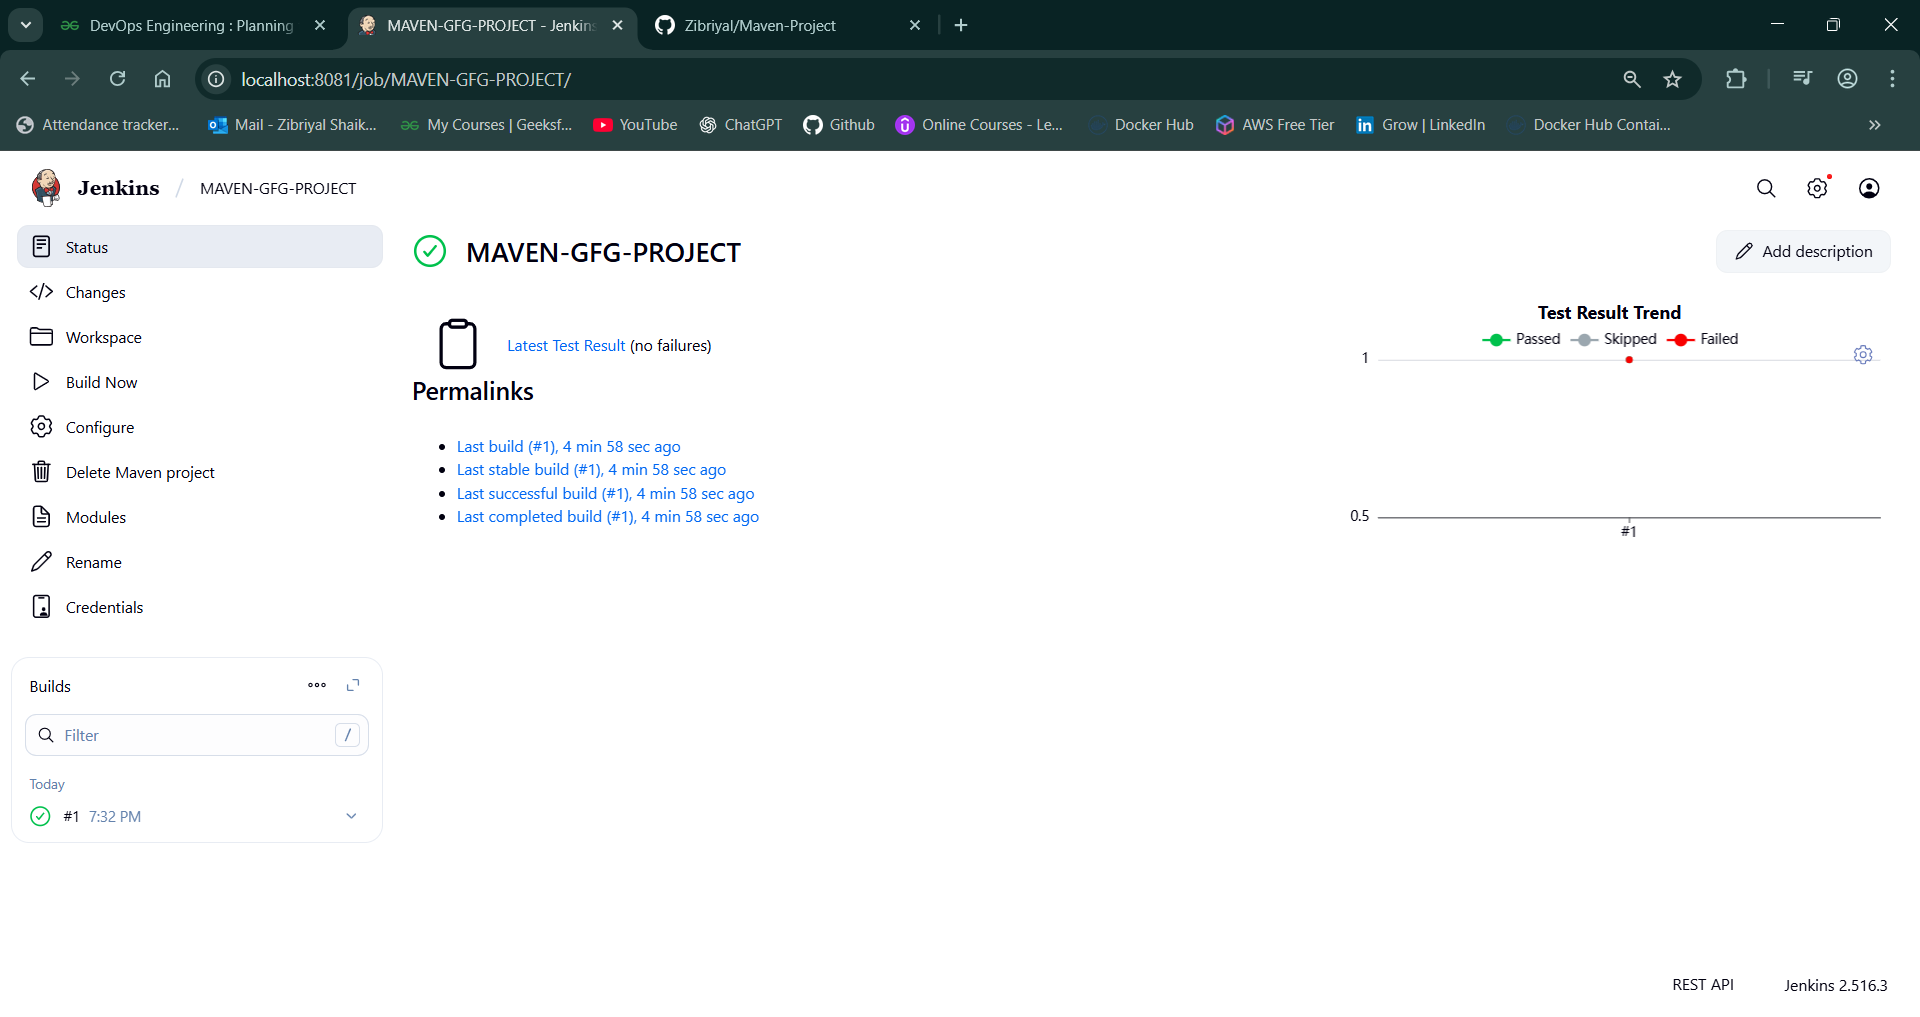 DevOps Engineering : Planning
MAVEN-GFG-PROJECT - Jenkins
Zibriyal/Maven-Project
localhost:8081/job/MAVEN-GFG-PROJECT/
Attendance tracker...
Mail - Zibriyal Shaik...
My Courses | Geeksf...
YouTube
ChatGPT
Github
Online Courses - Le...
Docker Hub
AWS Free Tier
Grow | LinkedIn
Docker Hub Contai...
Jenkins / MAVEN-GFG-PROJECT
Status
Changes
Workspace
Build Now
Configure
Delete Maven project
Modules
Rename
Credentials
Builds
Filter /
Today
#1 7:32 PM
MAVEN-GFG-PROJECT
Add description
Latest Test Result (no failures)
Permalinks
Last build (#1), 4 min 58 sec ago
Last stable build (#1), 4 min 58 sec ago
Last successful build (#1), 4 min 58 sec ago
Last completed build (#1), 4 min 58 sec ago
Test Result Trend
Passed Skipped Failed
1
0.5
#1
REST API
Jenkins 2.516.3